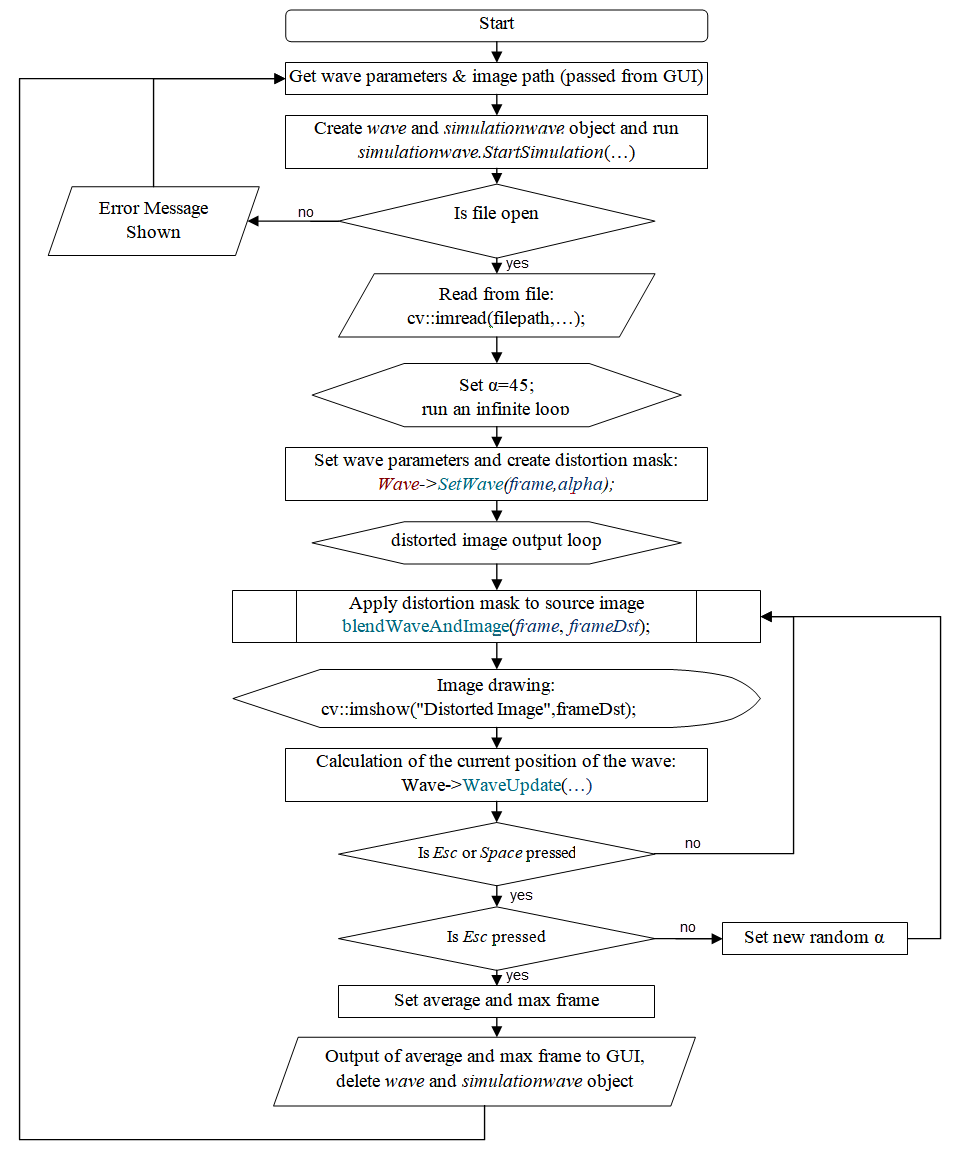 Start
Get wave parameters & image path (passed from GUI)
Create wave and simulationwave object and run
simulationwave.StartSimulation(…)
Is file open
no
Error Message
Shown
yes
Read from file:
cv::imread(filepath,…);
Set α=45;
run an infinite loop
Set wave parameters and create distortion mask:
Wave->SetWave(frame,alpha);
distorted image output loop
Apply distortion mask to source image
blendWaveAndImage(frame, frameDst);
Image drawing:
cv::imshow("Distorted Image",frameDst);
Calculation of the current position of the wave:
Wave->WaveUpdate(…)
Is Esc or Space pressed
no
yes
Is Esc pressed
no
Set new random α
yes
Set average and max frame
Output of average and max frame to GUI,
delete wave and simulationwave object